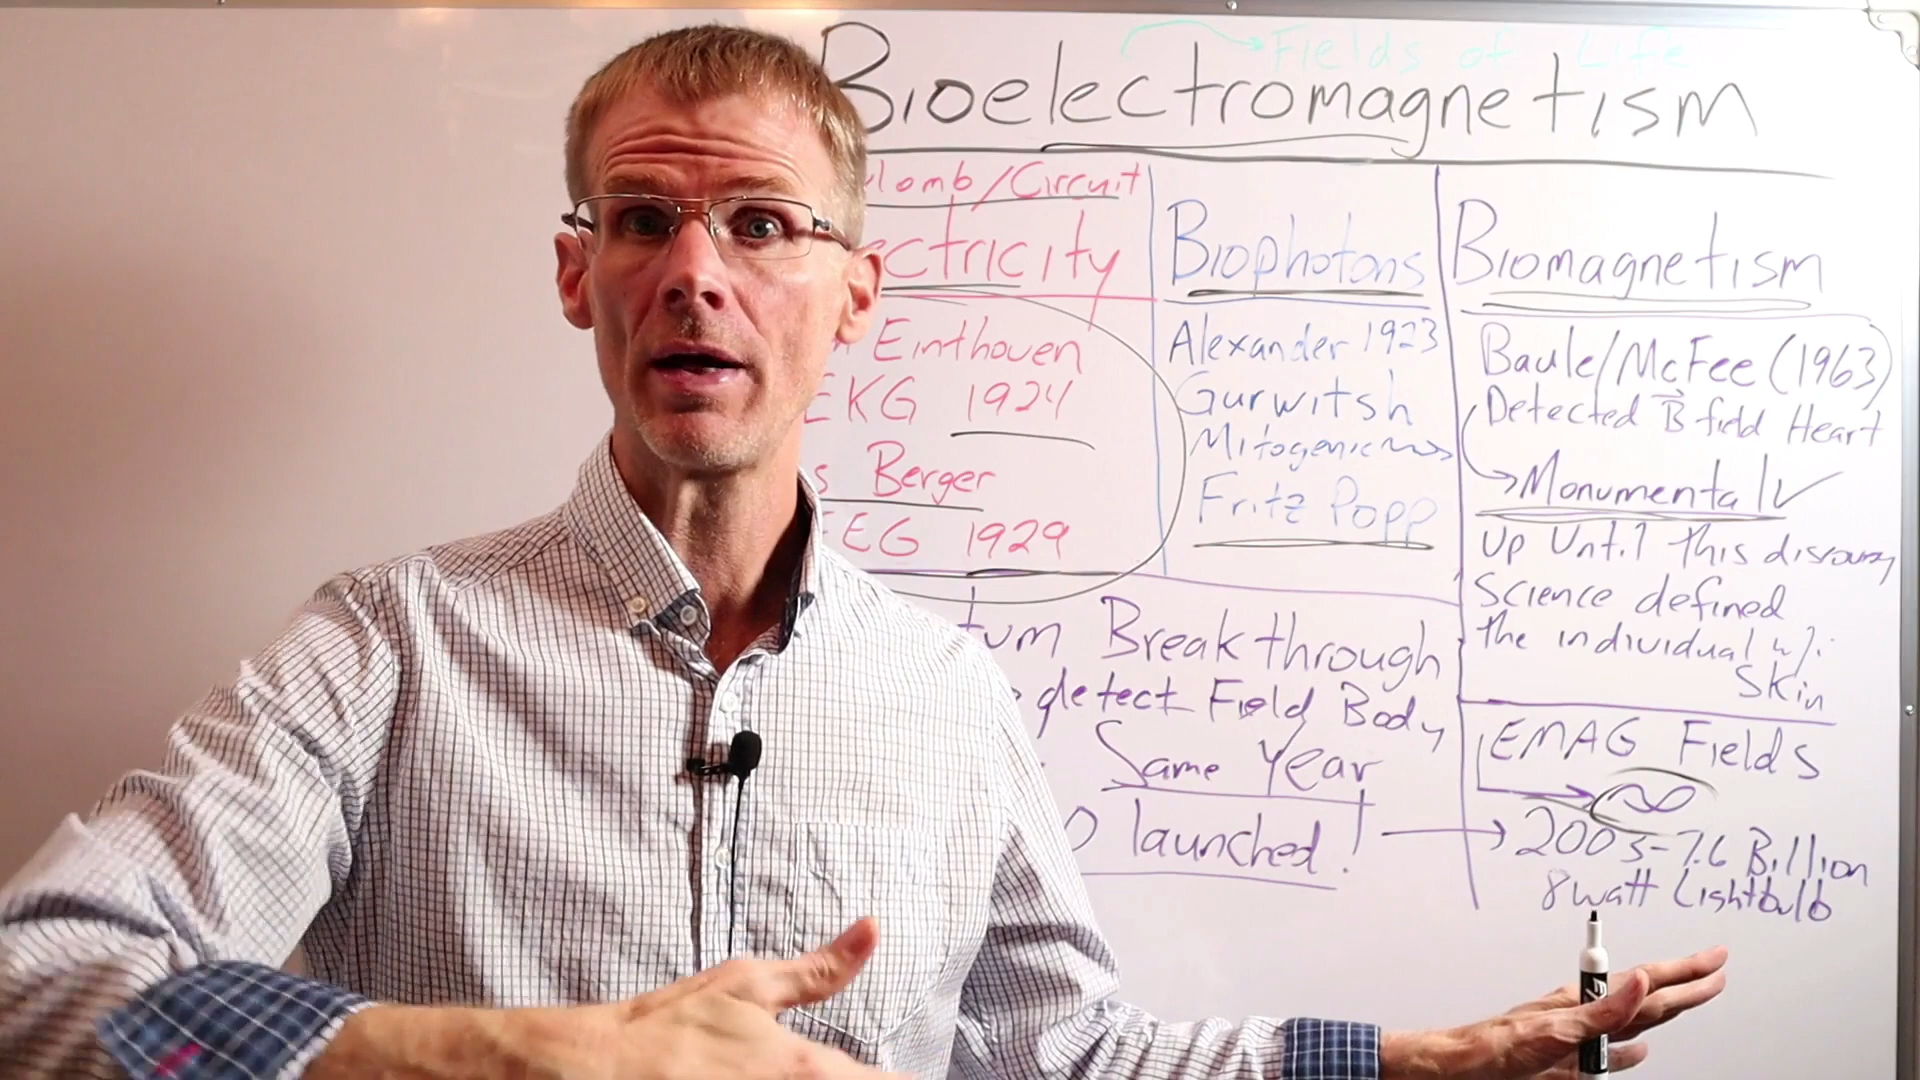 Fields of Life
Bioelectromagnetism
lomb/Circuit
ectricity
Einthoven
EKG 1924
s Berger
EEG 1929
Biophotons
Alexander 1923
Gurwitsh
Mitogenic
Fritz Popp
Biomagnetism
Baule/McFee (1963)
Detected B field Heart
Monumental
Up Until This discovery
Science defined
the individual w/
Skin
tum Breakthrough
detect Field Body
Same Year
launched!
EMAG Fields
∞
200 s - 7.6 Billion
8 watt Lightbulb